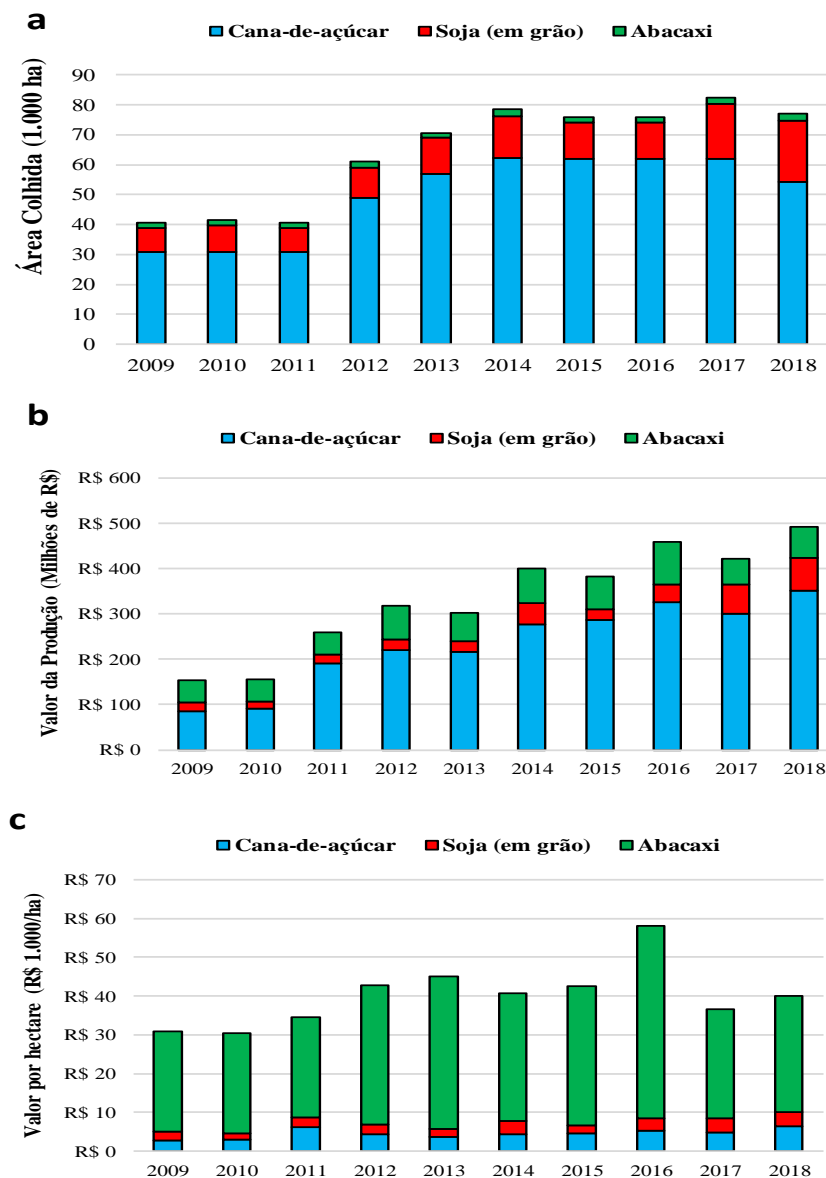 a
Cana-de-açúcar Soja (em grão) Abacaxi
Área Colhida (1.000 ha)
90
80
70
60
50
40
30
20
10
0
2009 2010 2011 2012 2013 2014 2015 2016 2017 2018
b
Cana-de-açúcar Soja (em grão) Abacaxi
Valor da Produção (Milhões de R$)
R$ 600
R$ 500
R$ 400
R$ 300
R$ 200
R$ 100
R$ 0
2009 2010 2011 2012 2013 2014 2015 2016 2017 2018
c
Cana-de-açúcar Soja (em grão) Abacaxi
Valor por hectare (R$ 1.000/ha)
R$ 70
R$ 60
R$ 50
R$ 40
R$ 30
R$ 20
R$ 10
R$ 0
2009 2010 2011 2012 2013 2014 2015 2016 2017 2018